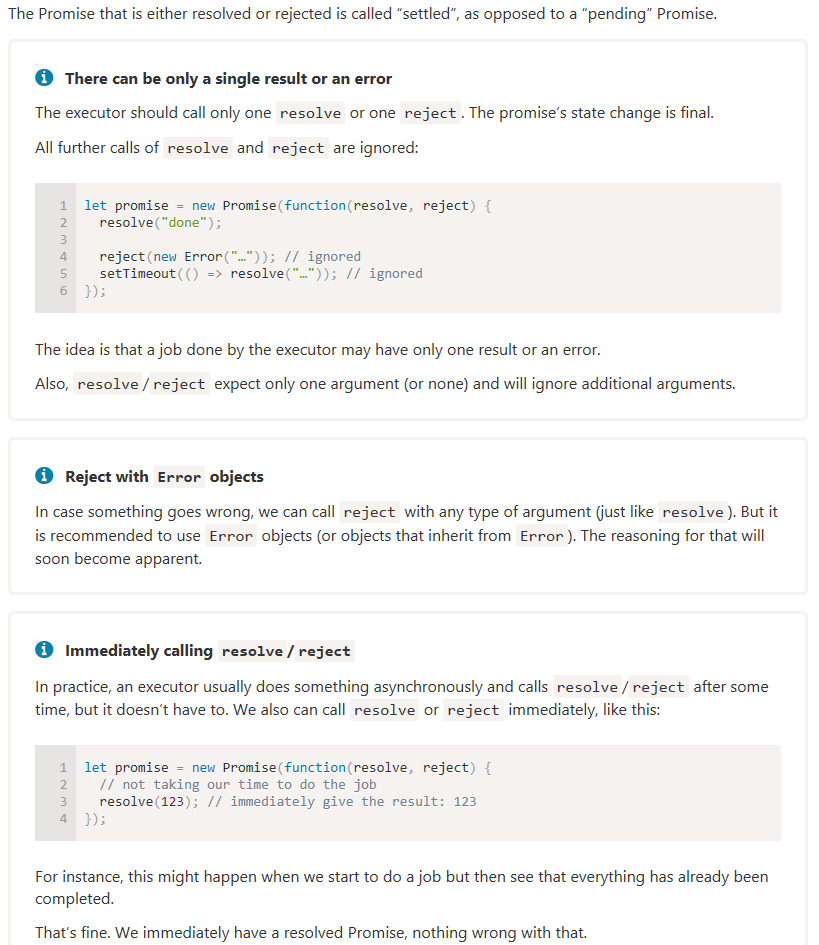 The Promise that is either resolved or rejected is called “settled”, as opposed to a “pending” Promise.
There can be only a single result or an error
The executor should call only one resolve or one reject. The promise’s state change is final.
All further calls of resolve and reject are ignored:
1 let promise = new Promise(function(resolve, reject) {
2   resolve("done");
3
4   reject(new Error("…")); // ignored
5   setTimeout(() => resolve("…")); // ignored
6 });
The idea is that a job done by the executor may have only one result or an error.
Also, resolve/reject expect only one argument (or none) and will ignore additional arguments.
Reject with Error objects
In case something goes wrong, we can call reject with any type of argument (just like resolve). But it
is recommended to use Error objects (or objects that inherit from Error). The reasoning for that will
soon become apparent.
Immediately calling resolve/reject
In practice, an executor usually does something asynchronously and calls resolve/reject after some
time, but it doesn’t have to. We also can call resolve or reject immediately, like this:
1 let promise = new Promise(function(resolve, reject) {
2   // not taking our time to do the job
3   resolve(123); // immediately give the result: 123
4 });
For instance, this might happen when we start to do a job but then see that everything has already been
completed.
That’s fine. We immediately have a resolved Promise, nothing wrong with that.